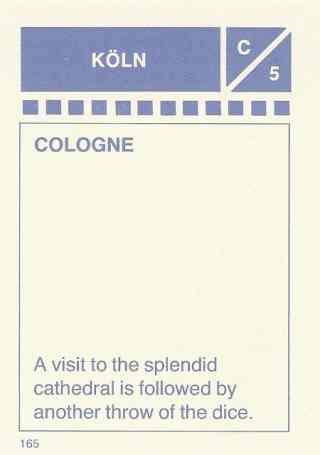 KÖLN
C
5
COLOGNE
A visit to the splendid
cathedral is followed by
another throw of the dice.
165